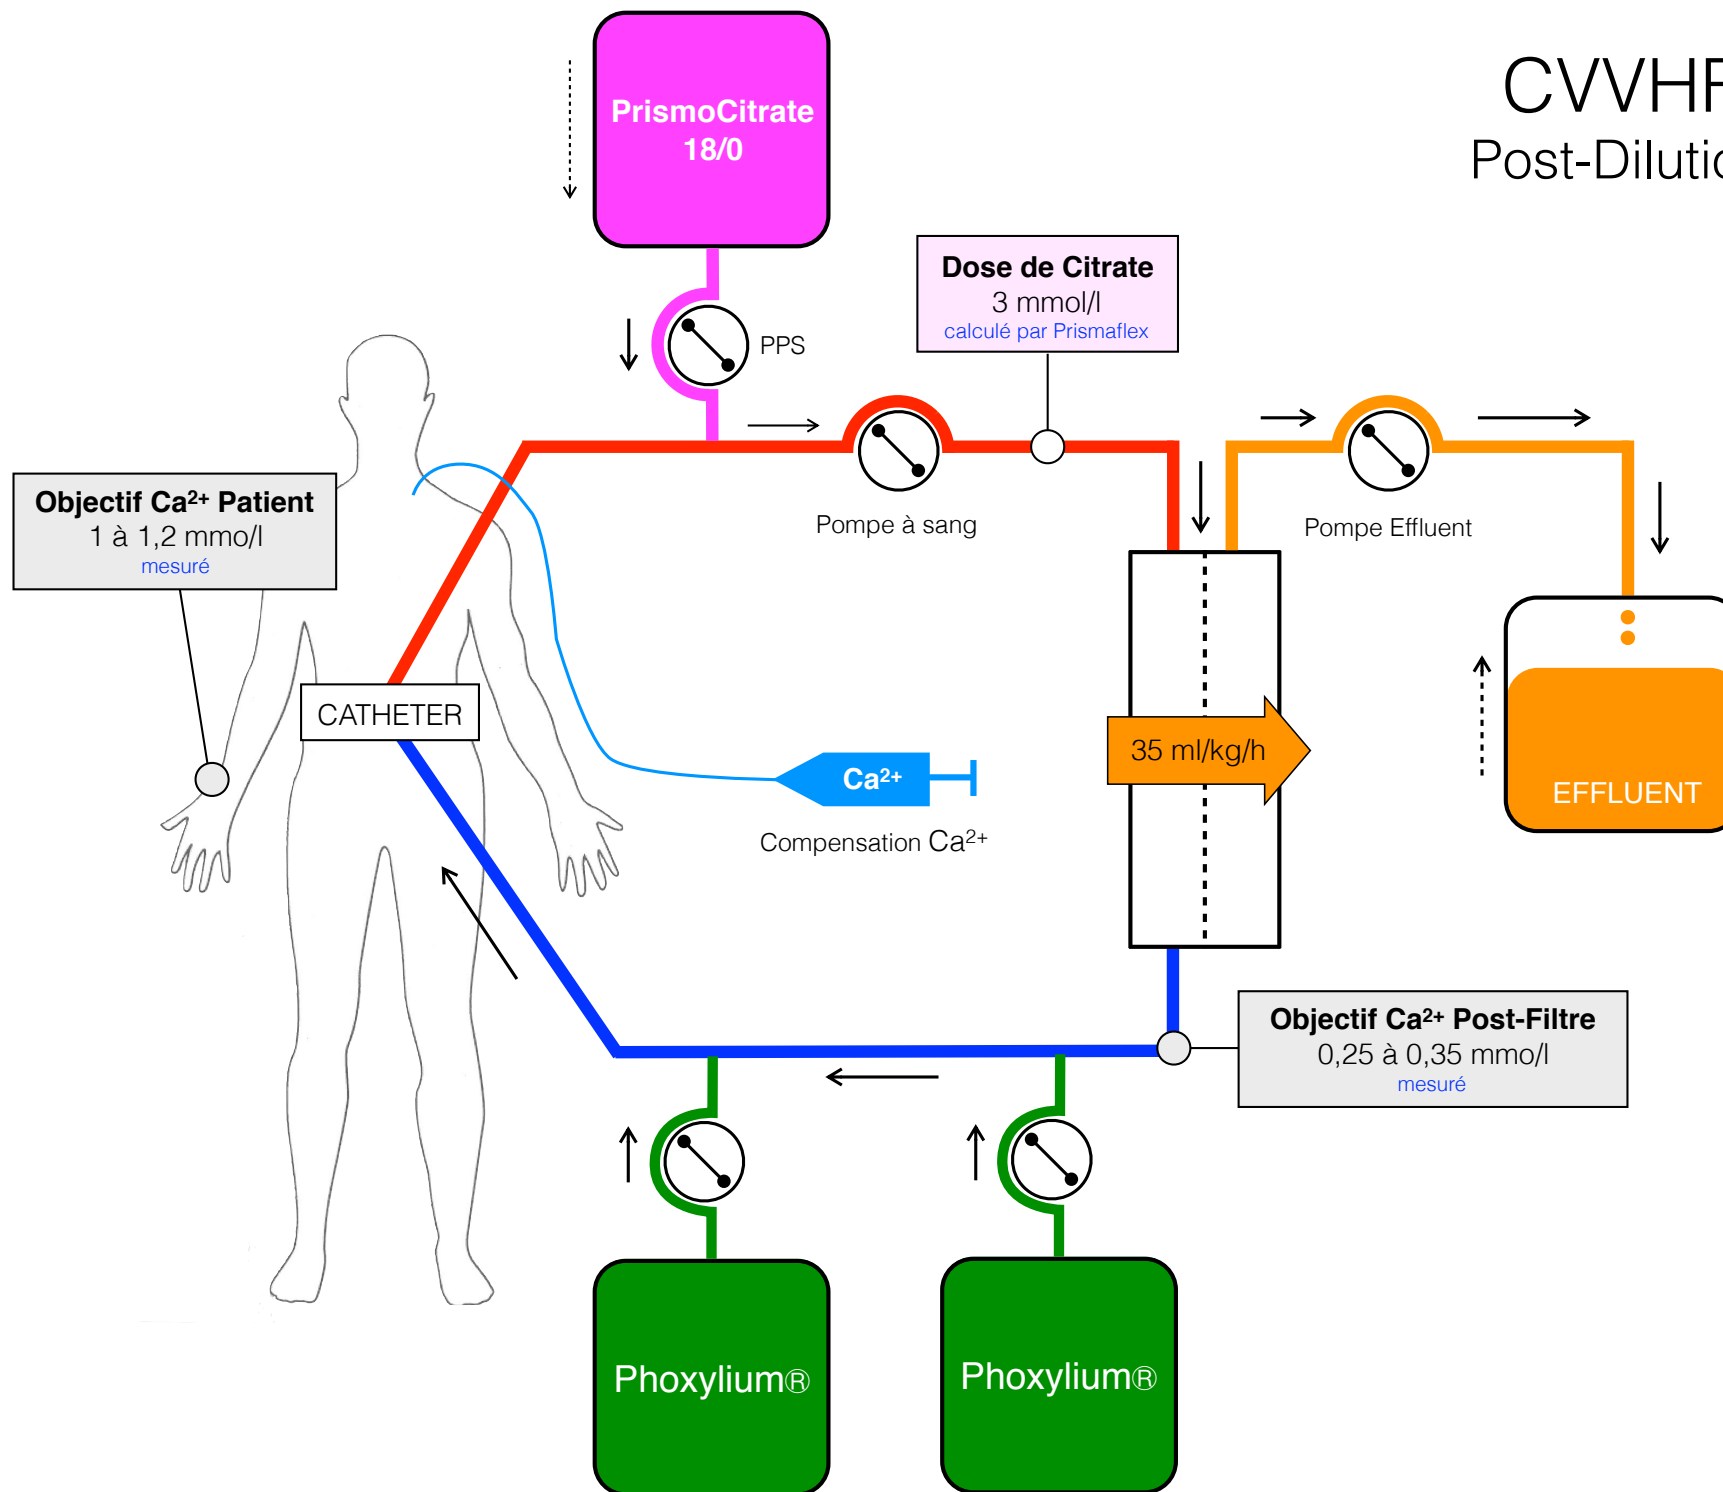 CVVHF
Post-Dilutio
PrismoCitrate
18/0
Dose de Citrate
3 mmol/l
calculé par Prismaflex
PPS
Objectif Ca²⁺ Patient
1 à 1,2 mmo/l
mesuré
Pompe à sang
Pompe Effluent
CATHETER
35 ml/kg/h
Ca²⁺
EFFLUENT
Compensation Ca²⁺
Objectif Ca²⁺ Post-Filtre
0,25 à 0,35 mmo/l
mesuré
Phoxylium®
Phoxylium®